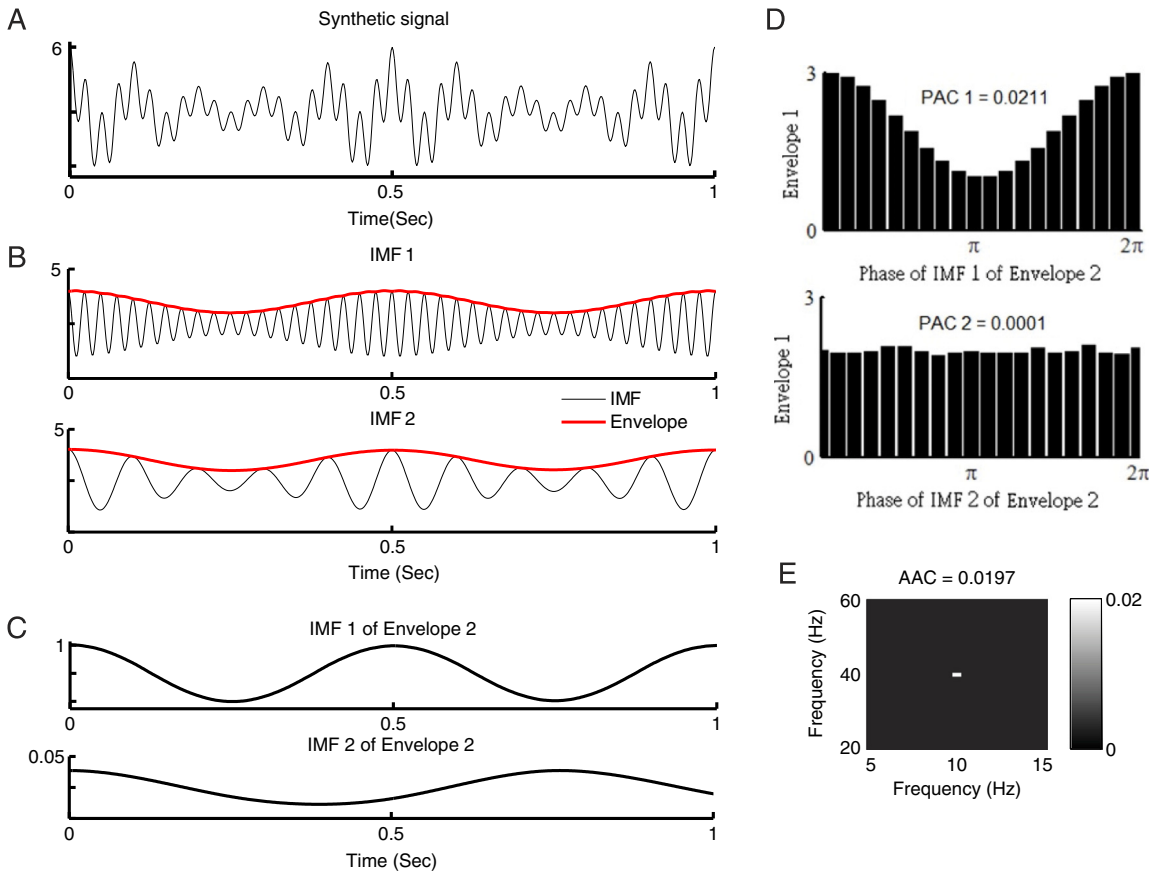 A
Synthetic signal
6
0
0.5
1
Time(Sec)
B
IMF 1
5
0
0.5
1
IMF
Envelope
IMF 2
5
0
0.5
1
Time (Sec)
C
IMF 1 of Envelope 2
1
0
0.5
1
IMF 2 of Envelope 2
0.05
0
0.5
1
Time (Sec)
D
3
PAC 1 = 0.0211
Envelope 1
0
π
2π
Phase of IMF 1 of Envelope 2
3
PAC 2 = 0.0001
Envelope 1
0
π
2π
Phase of IMF 2 of Envelope 2
E
AAC = 0.0197
60
40
20
Frequency (Hz)
5
10
15
Frequency (Hz)
0.02
0